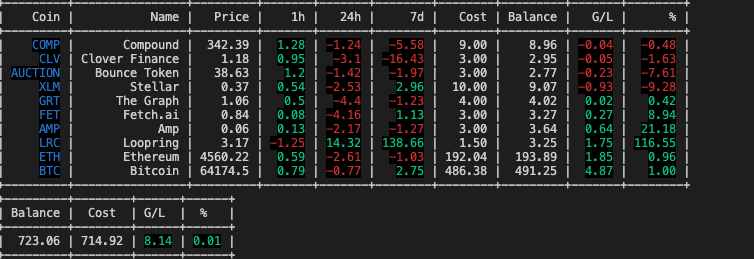 Coin | Name | Price | 1h | 24h | 7d | Cost | Balance | G/L | %
COMP | Compound | 342.39 | 1.28 | -1.24 | -5.58 | 9.00 | 8.96 | -0.04 | -0.48
CLV | Clover Finance | 1.18 | 0.95 | -3.1 | -16.43 | 3.00 | 2.95 | -0.05 | -1.63
AUCTION | Bounce Token | 38.63 | 1.2 | -1.42 | -1.97 | 3.00 | 2.77 | -0.23 | -7.61
XLM | Stellar | 0.37 | 0.54 | -2.53 | 2.96 | 10.00 | 9.07 | -0.93 | -9.28
GRT | The Graph | 1.06 | 0.5 | -4.4 | -1.23 | 4.00 | 4.02 | 0.02 | 0.42
FET | Fetch.ai | 0.84 | 0.08 | -4.16 | 1.13 | 3.00 | 3.27 | 0.27 | 8.94
AMP | Amp | 0.06 | 0.13 | -2.17 | -1.27 | 3.00 | 3.64 | 0.64 | 21.18
LRC | Loopring | 3.17 | -1.25 | 14.32 | 138.66 | 1.50 | 3.25 | 1.75 | 116.55
ETH | Ethereum | 4560.22 | 0.59 | -2.61 | -1.03 | 192.04 | 193.89 | 1.85 | 0.96
BTC | Bitcoin | 64174.5 | 0.79 | -0.77 | 2.75 | 486.38 | 491.25 | 4.87 | 1.00
Balance | Cost | G/L | %
723.06 | 714.92 | 8.14 | 0.01